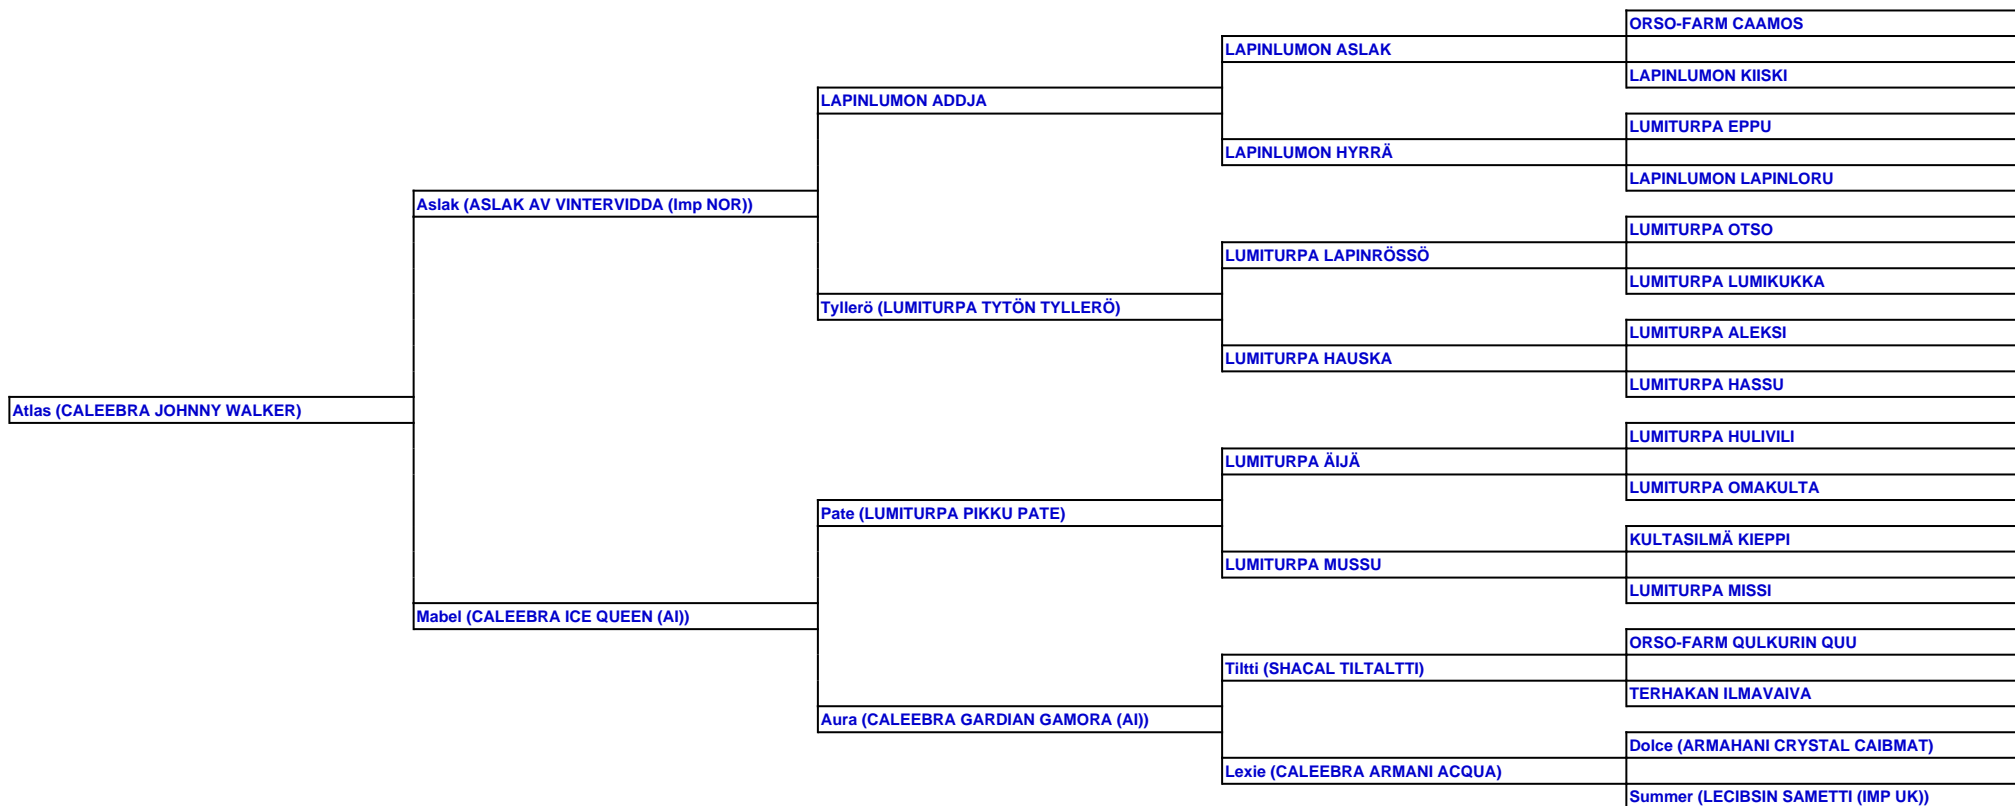 ORSO-FARM CAAMOS
LAPINLUMON ASLAK
LAPINLUMON KIISKI
LAPINLUMON ADDJA
LUMITURPA EPPU
LAPINLUMON HYRRÄ
LAPINLUMON LAPINLORU
Aslak (ASLAK AV VINTERVIDDA (Imp NOR))
LUMITURPA OTSO
LUMITURPA LAPINRÖSSÖ
LUMITURPA LUMIKUKKA
Tyllerö (LUMITURPA TYTÖN TYLLERÖ)
LUMITURPA ALEKSI
LUMITURPA HAUSKA
LUMITURPA HASSU
Atlas (CALEEBRA JOHNNY WALKER)
LUMITURPA HULIVILI
LUMITURPA ÄIJÄ
LUMITURPA OMAKULTA
Pate (LUMITURPA PIKKU PATE)
KULTASILMÄ KIEPPI
LUMITURPA MUSSU
LUMITURPA MISSI
Mabel (CALEEBRA ICE QUEEN (AI))
ORSO-FARM QULKURIN QUU
Tiltti (SHACAL TILTALTTI)
TERHAKAN ILMAVAIVA
Aura (CALEEBRA GARDIAN GAMORA (AI))
Dolce (ARMAHANI CRYSTAL CAIBMAT)
Lexie (CALEEBRA ARMANI ACQUA)
Summer (LECIBSIN SAMETTI (IMP UK))